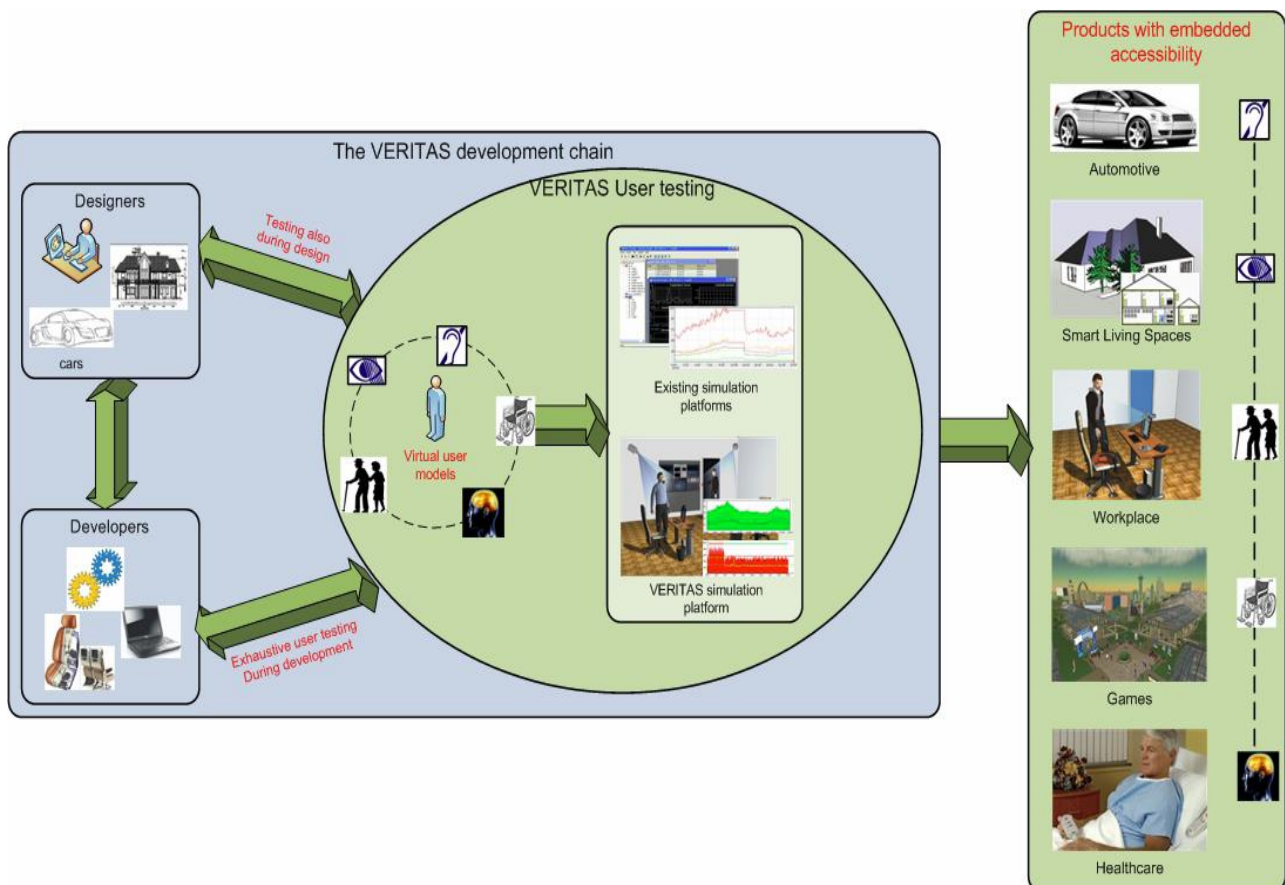 The VERITAS development chain
Designers
cars
Testing also
during design
Developers
Exhaustive user testing
During development
VERITAS User testing
Virtual user
models
Existing simulation
platforms
VERITAS simulation
platform
Products with embedded
accessibility
Automotive
Smart Living Spaces
Workplace
Games
Healthcare